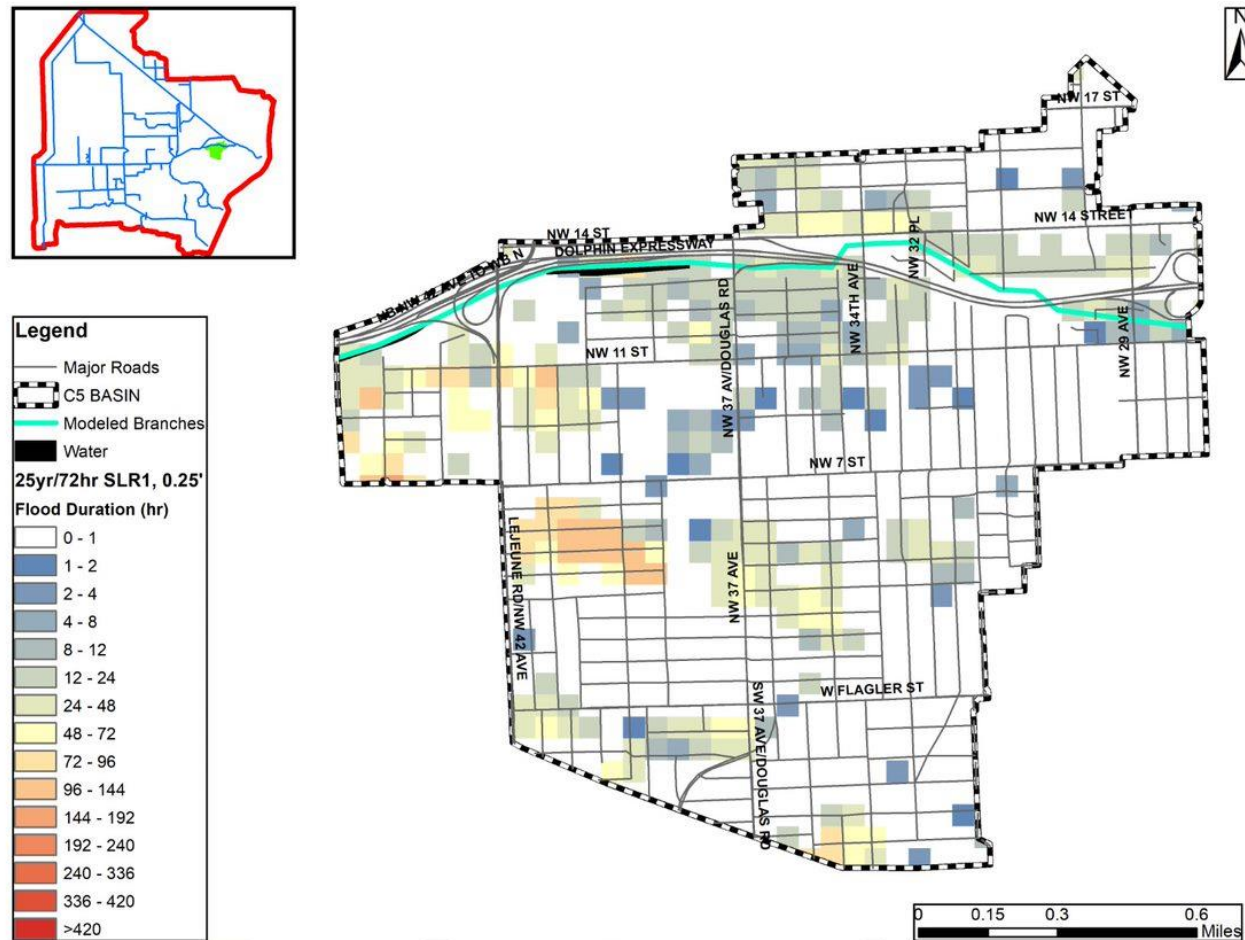 N
NW 17 ST
NW 14 STREET
NW 14 ST
DOLPHIN EXPRESSWAY
NW 32 PL
NW 34TH AVE
NW 37 AV/DOUGLAS RD
NW 29 AVE
NW 11 ST
NW 7 ST
LEJEUNE RD/NW 42 AVE
NW 37 AVE
W FLAGLER ST
SW 37 AVE/DOUGLAS RD
Legend
Major Roads
C5 BASIN
Modeled Branches
Water
25yr/72hr SLR1, 0.25'
Flood Duration (hr)
0 - 1
1 - 2
2 - 4
4 - 8
8 - 12
12 - 24
24 - 48
48 - 72
72 - 96
96 - 144
144 - 192
192 - 240
240 - 336
336 - 420
>420
0 0.15 0.3 0.6
Miles